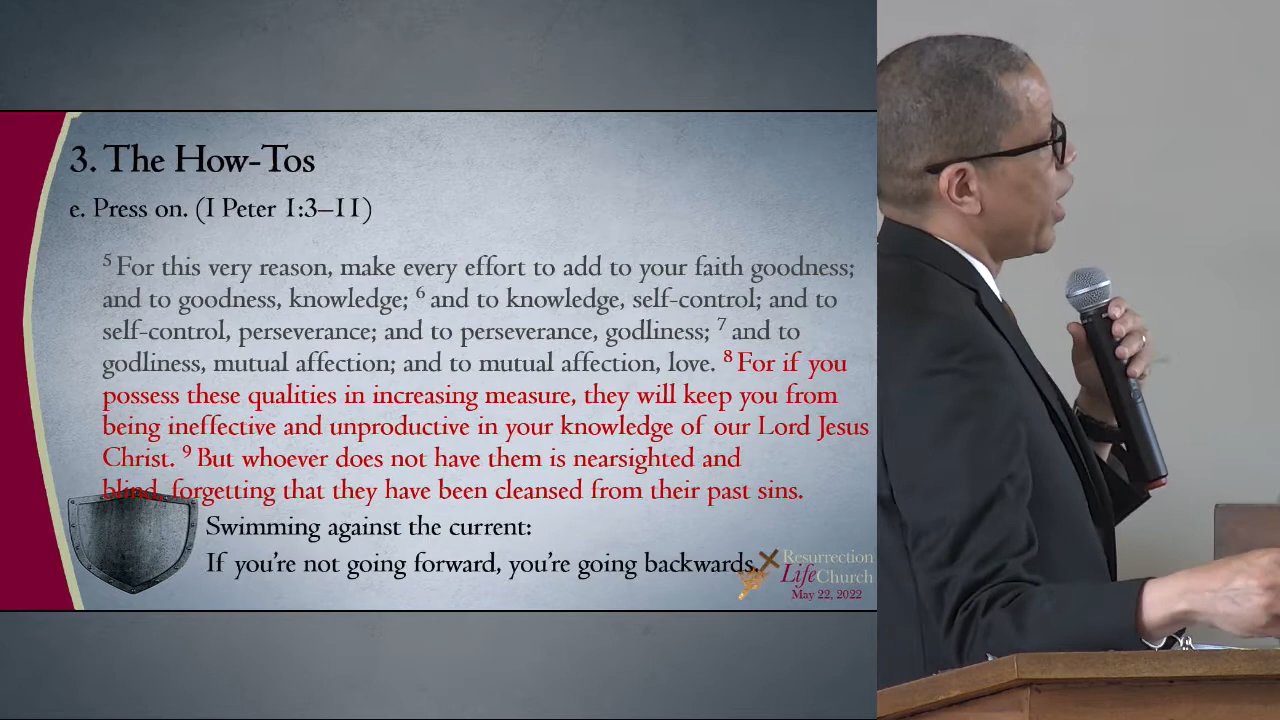 3. The How-Tos
e. Press on. (I Peter 1:3–11)
5 For this very reason, make every effort to add to your faith goodness;
and to goodness, knowledge; 6 and to knowledge, self-control; and to
self-control, perseverance; and to perseverance, godliness; 7 and to
godliness, mutual affection; and to mutual affection, love. 8 For if you
possess these qualities in increasing measure, they will keep you from
being ineffective and unproductive in your knowledge of our Lord Jesus
Christ. 9 But whoever does not have them is nearsighted and
blind, forgetting that they have been cleansed from their past sins.
Swimming against the current:
If you're not going forward, you're going backwards.
Resurrection
LifeChurch
May 22, 2022